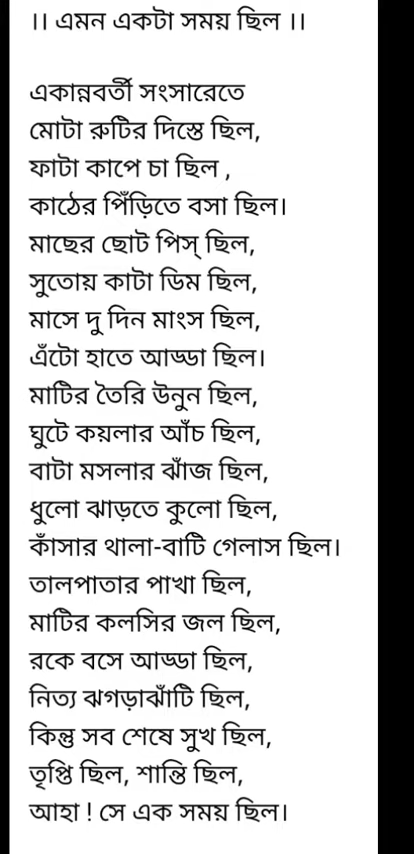 ।। এমন একটা সময় ছিল ।।
একান্নবর্তী সংসারেতে
মোটা রুটির দিস্তে ছিল,
ফাটা কাপে চা ছিল ,
কাঠের পিঁড়িতে বসা ছিল।
মাছের ছোট পিস্ ছিল,
সুতোয় কাটা ডিম ছিল,
মাসে দু দিন মাংস ছিল,
এঁটো হাতে আড্ডা ছিল।
মাটির তৈরি উনুন ছিল,
ঘুটে কয়লার আঁচ ছিল,
বাটা মসলার ঝাঁজ ছিল,
ধুলো ঝাড়তে কুলো ছিল,
কাঁসার থালা-বাটি গেলাস ছিল।
তালপাতার পাখা ছিল,
মাটির কলসির জল ছিল,
রকে বসে আড্ডা ছিল,
নিত্য ঝগড়াঝাঁটি ছিল,
কিন্তু সব শেষে সুখ ছিল,
তৃপ্তি ছিল, শান্তি ছিল,
আহা ! সে এক সময় ছিল।